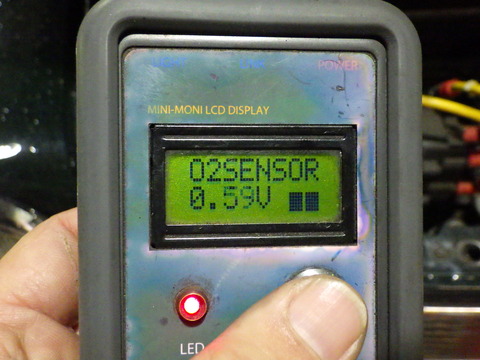 POWER
MINI-MONI LCD DISPLAY
O2SENSOR
0.59V
LED